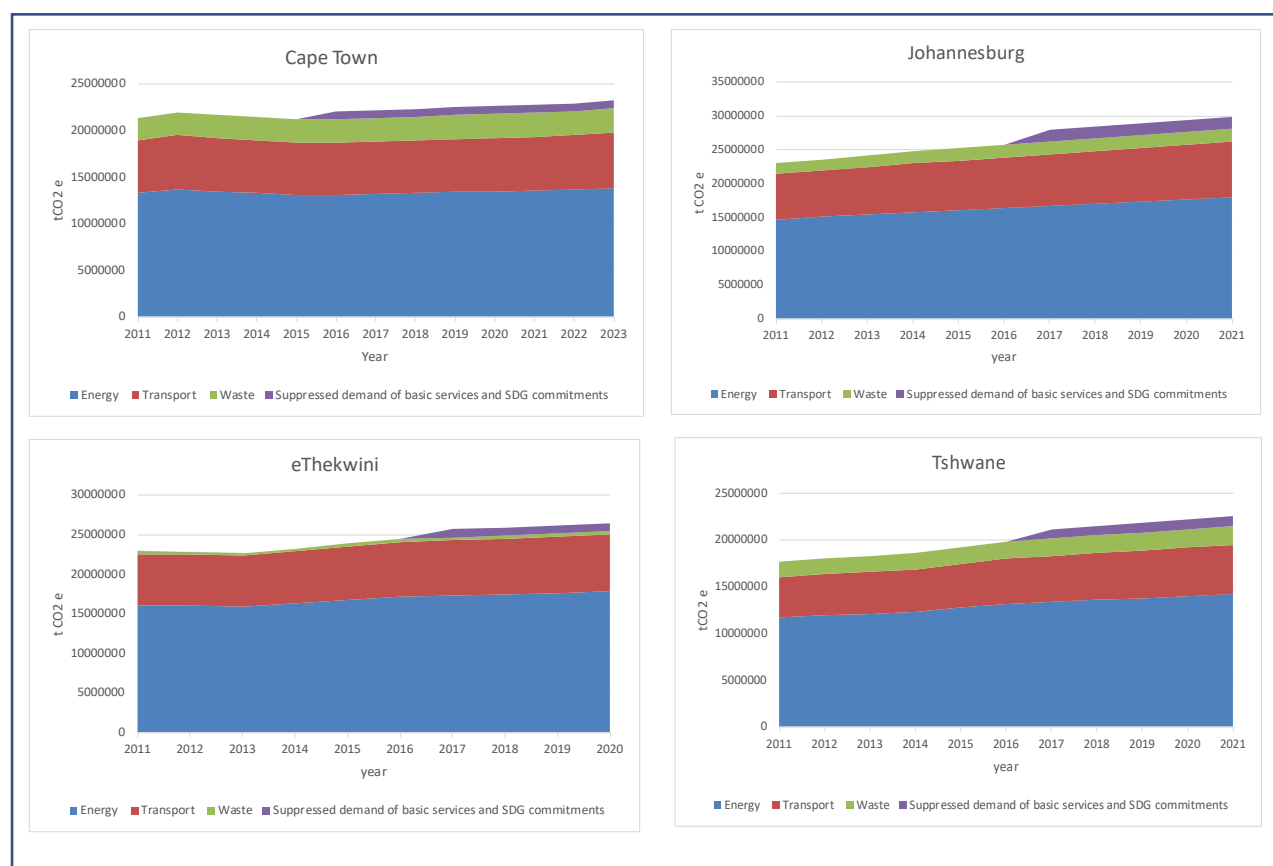 Cape Town
25000000
20000000
15000000
10000000
5000000
0
tCO2 e
2011 2012 2013 2014 2015 2016 2017 2018 2019 2020 2021 2022 2023
Year
Energy Transport Waste Suppressed demand of basic services and SDG commitments
Johannesburg
35000000
30000000
25000000
20000000
15000000
10000000
5000000
0
t CO2 e
2011 2012 2013 2014 2015 2016 2017 2018 2019 2020 2021
year
Energy Transport Waste Suppressed demand of basic services and SDG commitments
eThekwini
30000000
25000000
20000000
15000000
10000000
5000000
0
t CO2 e
2011 2012 2013 2014 2015 2016 2017 2018 2019 2020
year
Energy Transport Waste Suppressed demand of basic services and SDG commitments
Tshwane
25000000
20000000
15000000
10000000
5000000
0
tCO2 e
2011 2012 2013 2014 2015 2016 2017 2018 2019 2020 2021
year
Energy Transport Waste Suppressed demand of basic services and SDG commitments